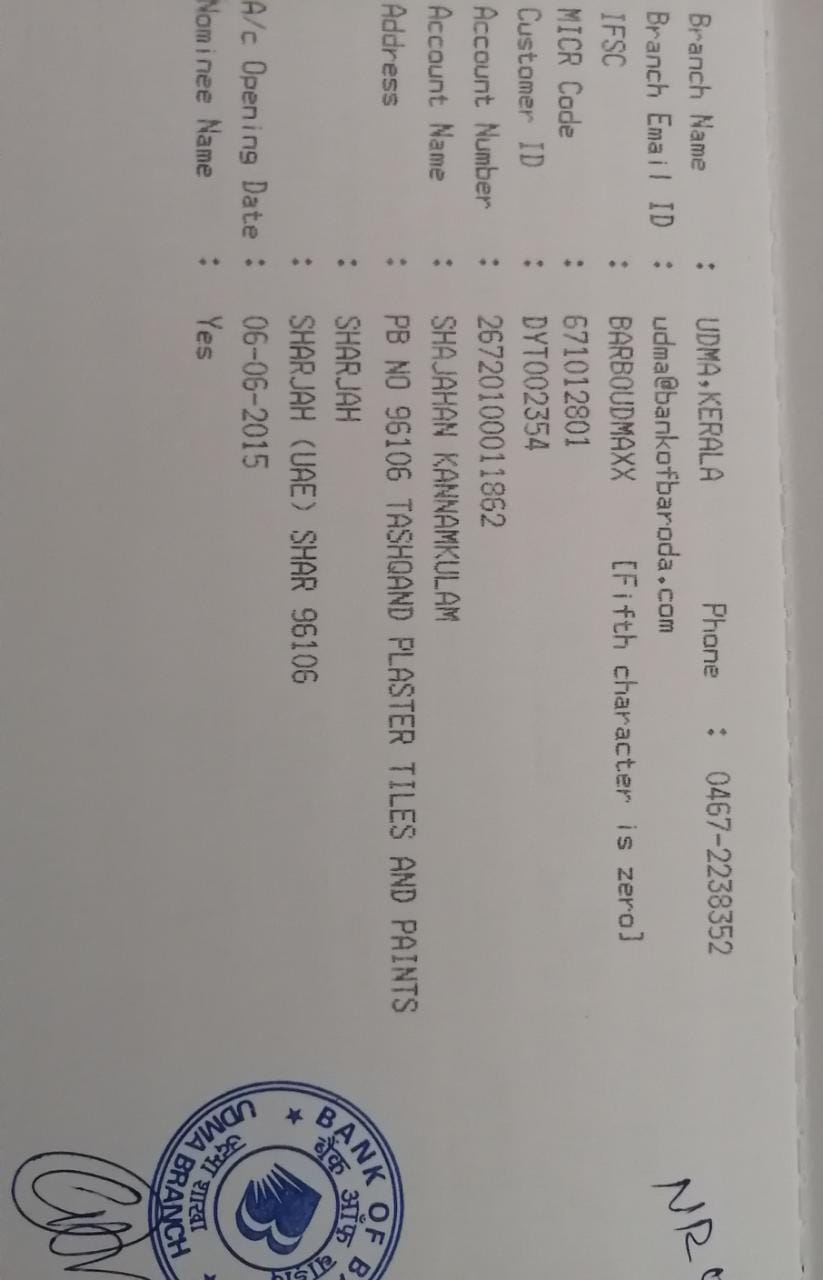 NR
Branch Name : UDMA,KERALA Phone : 0467-2238352
Branch Email ID : udma@bankofbaroda.com
IFSC : BARB0UDMAXX [Fifth character is zero]
MICR Code : 671012801
Customer ID : DYT002354
Account Number : 26720100011862
Account Name : SHAJAHAN KANNAMKULAM
Address : PB NO 96106 TASHQAND PLASTER TILES AND PAINTS
: SHARJAH
: SHARJAH (UAE) SHAR 96106
A/c Opening Date : 06-06-2015
Nominee Name : Yes
BANK OF
बैंक ऑफ
उदमा शाखा
UDMA BRANCH